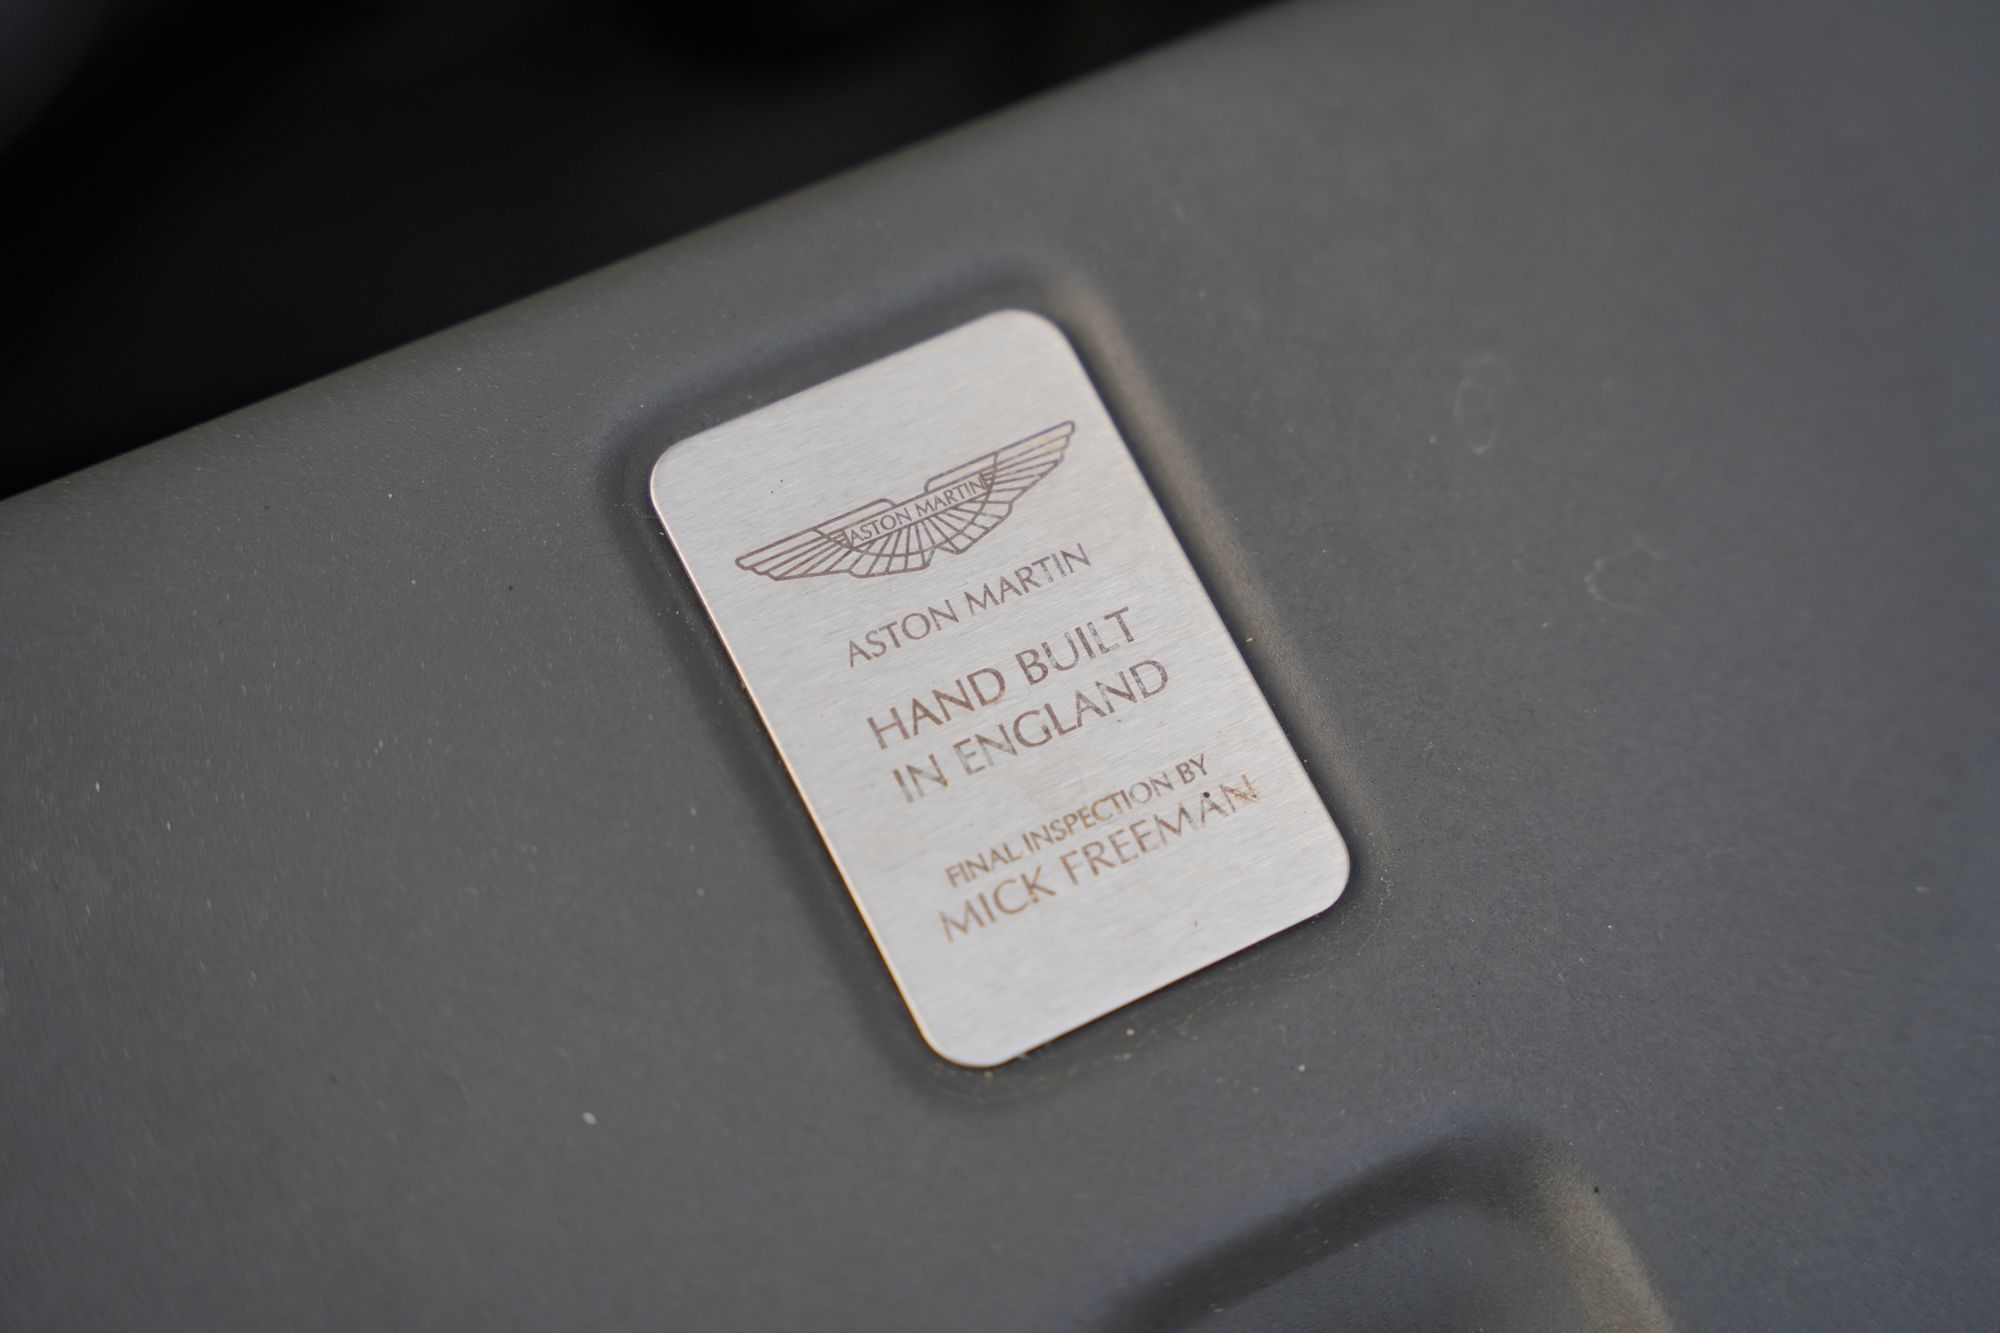 ASTON MARTIN
ASTON MARTIN
HAND BUILT
IN ENGLAND
FINAL INSPECTION BY
MICK FREEMAN